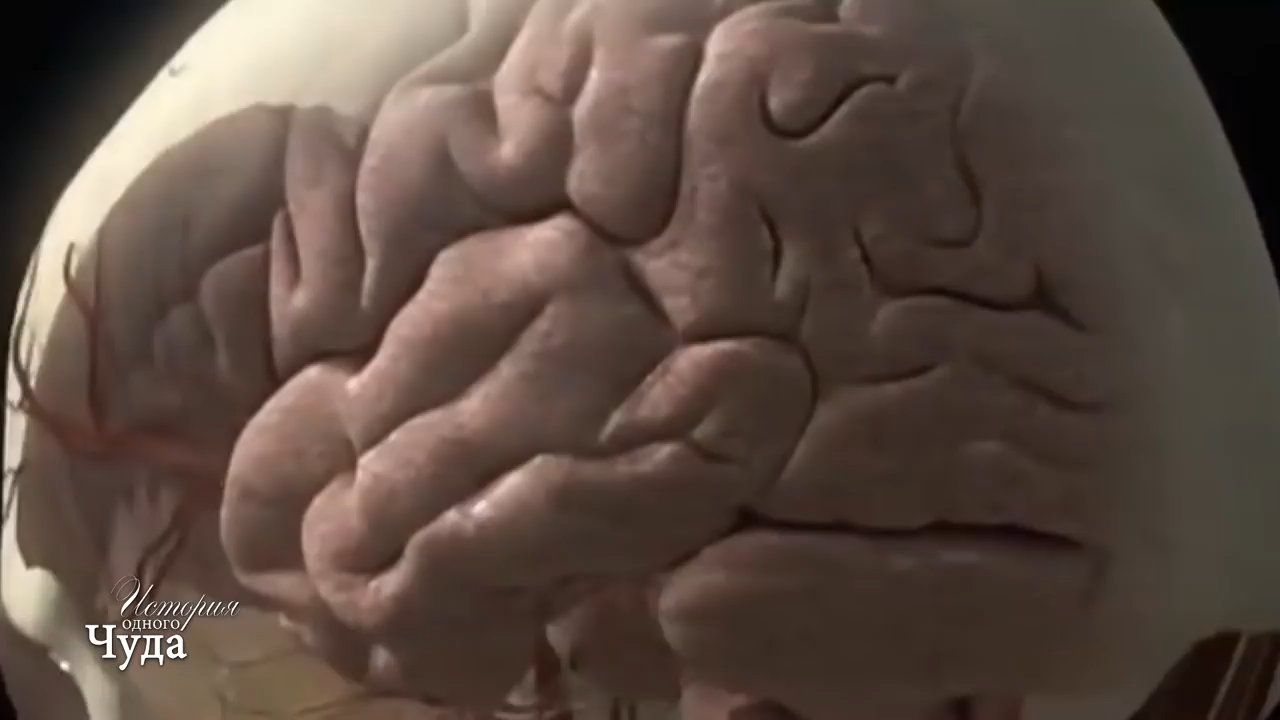 История
одного
Чуда